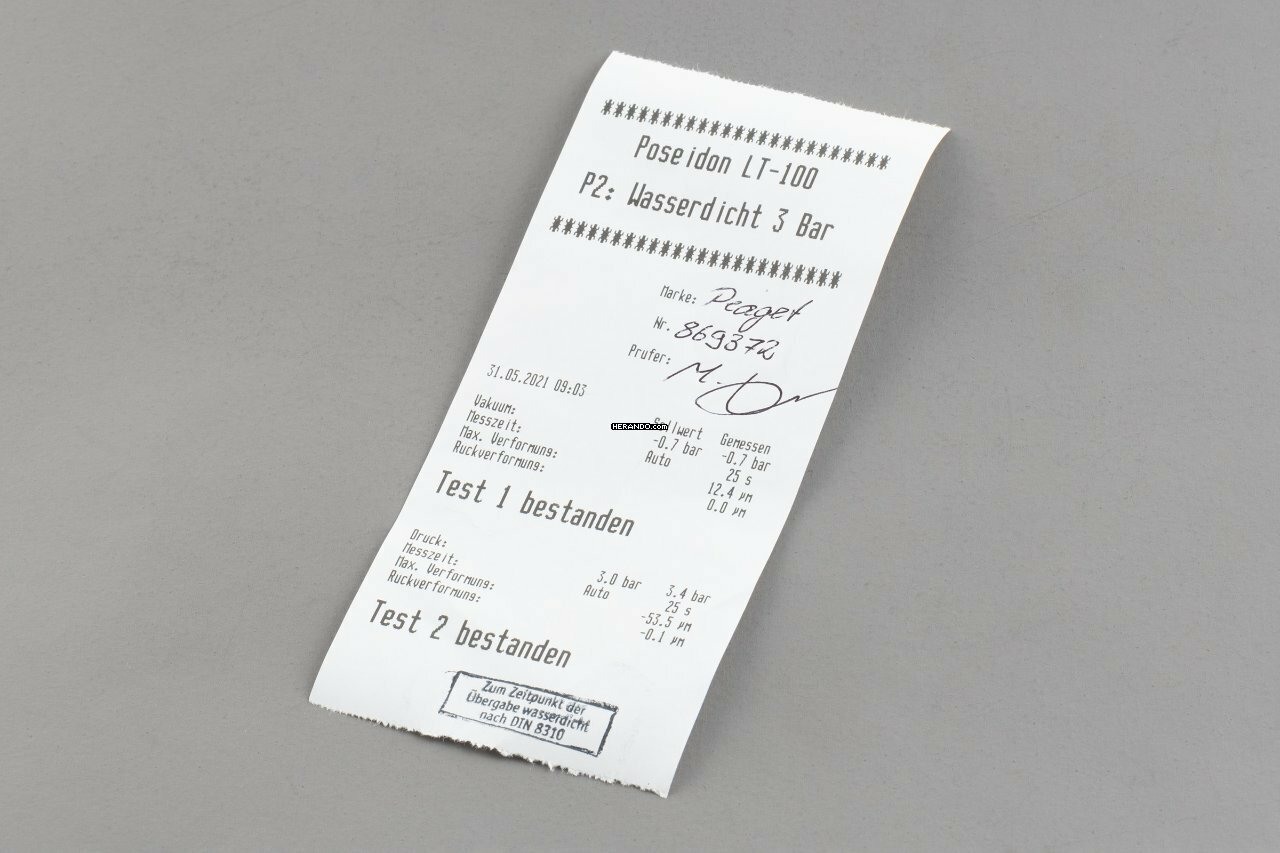 ************************
Poseidon LT-100
P2: Wasserdicht 3 Bar
************************
Marke: Peaget
Nr. 869372
Prufer: M.
31.05.2021 09:03
Sollwert Gemessen
Vakuum: -0.7 bar -0.7 bar
Messzeit: Auto 25 s
Max. Verformung: 12.4 µm
Ruckverformung: 0.0 µm
Test 1 bestanden
Druck: 3.0 bar 3.4 bar
Messzeit: Auto 25 s
Max. Verformung: -53.5 µm
Ruckverformung: -0.1 µm
Test 2 bestanden
Zum Zeitpunkt der
Übergabe wasserdicht
nach DIN 8310
HERANDO.com